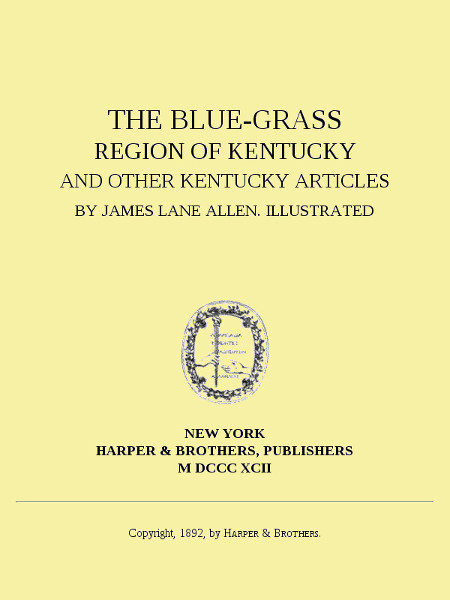 THE BLUE-GRASS
REGION OF KENTUCKY
AND OTHER KENTUCKY ARTICLES
BY JAMES LANE ALLEN. ILLUSTRATED
NEW YORK
HARPER & BROTHERS, PUBLISHERS
M DCCC XCII
Copyright, 1892, by HARPER & BROTHERS.